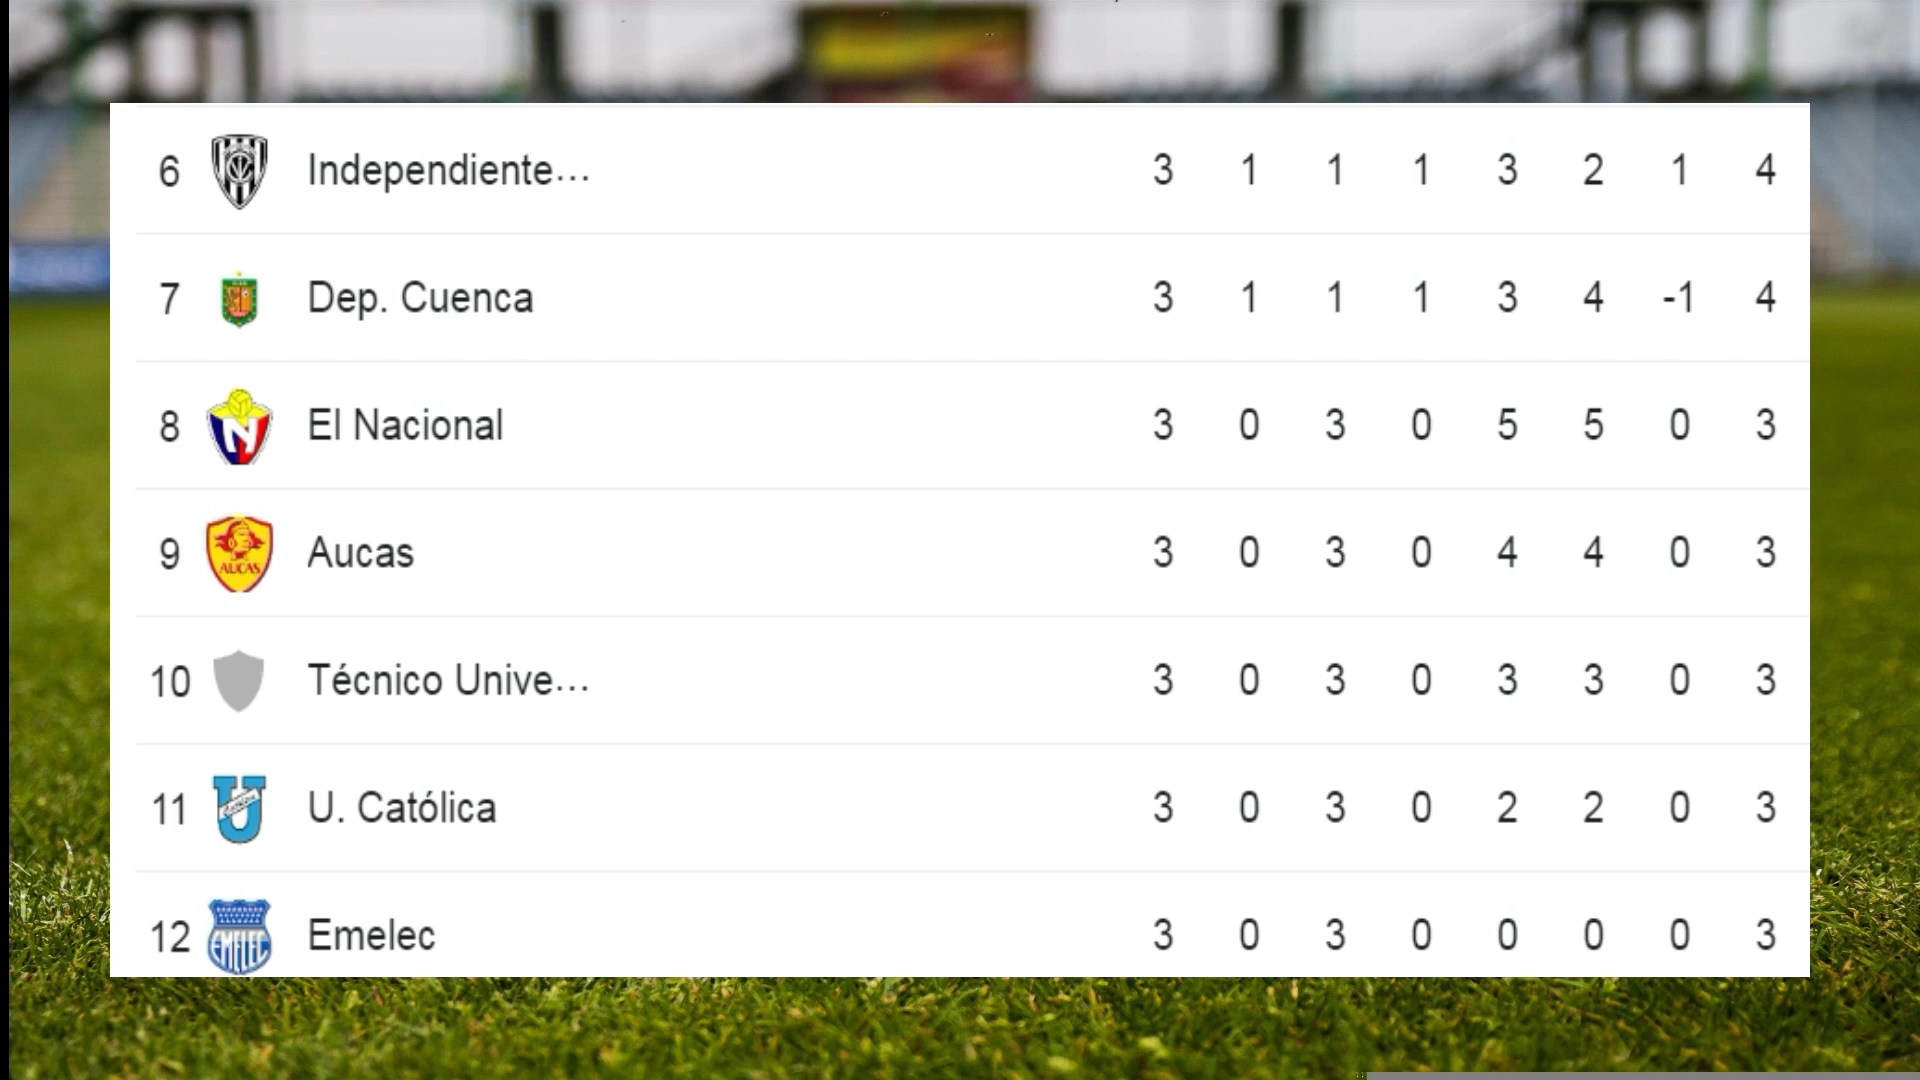 6 Independiente... 3 1 1 1 3 2 1 4
7 Dep. Cuenca 3 1 1 1 3 4 -1 4
8 El Nacional 3 0 3 0 5 5 0 3
9 AUCAS Aucas 3 0 3 0 4 4 0 3
10 Técnico Unive... 3 0 3 0 3 3 0 3
11 U. Católica 3 0 3 0 2 2 0 3
12 EMELEC Emelec 3 0 3 0 0 0 0 3